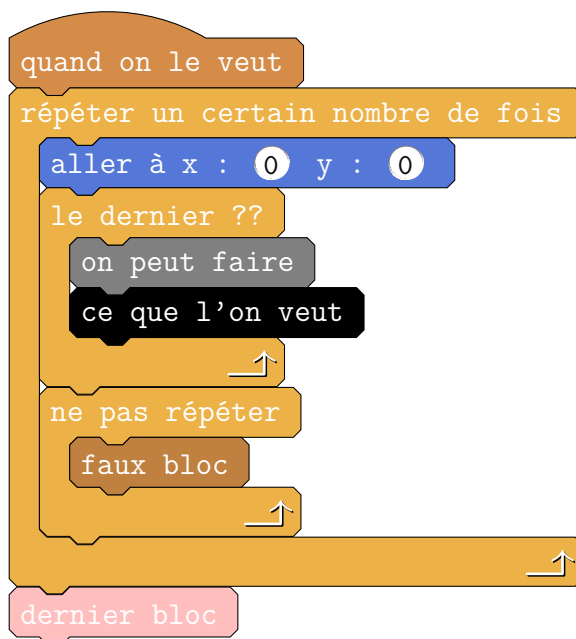 quand on le veut
répéter un certain nombre de fois
aller à x : 0 y : 0
le dernier ??
on peut faire
ce que l'on veut
ne pas répéter
faux bloc
dernier bloc